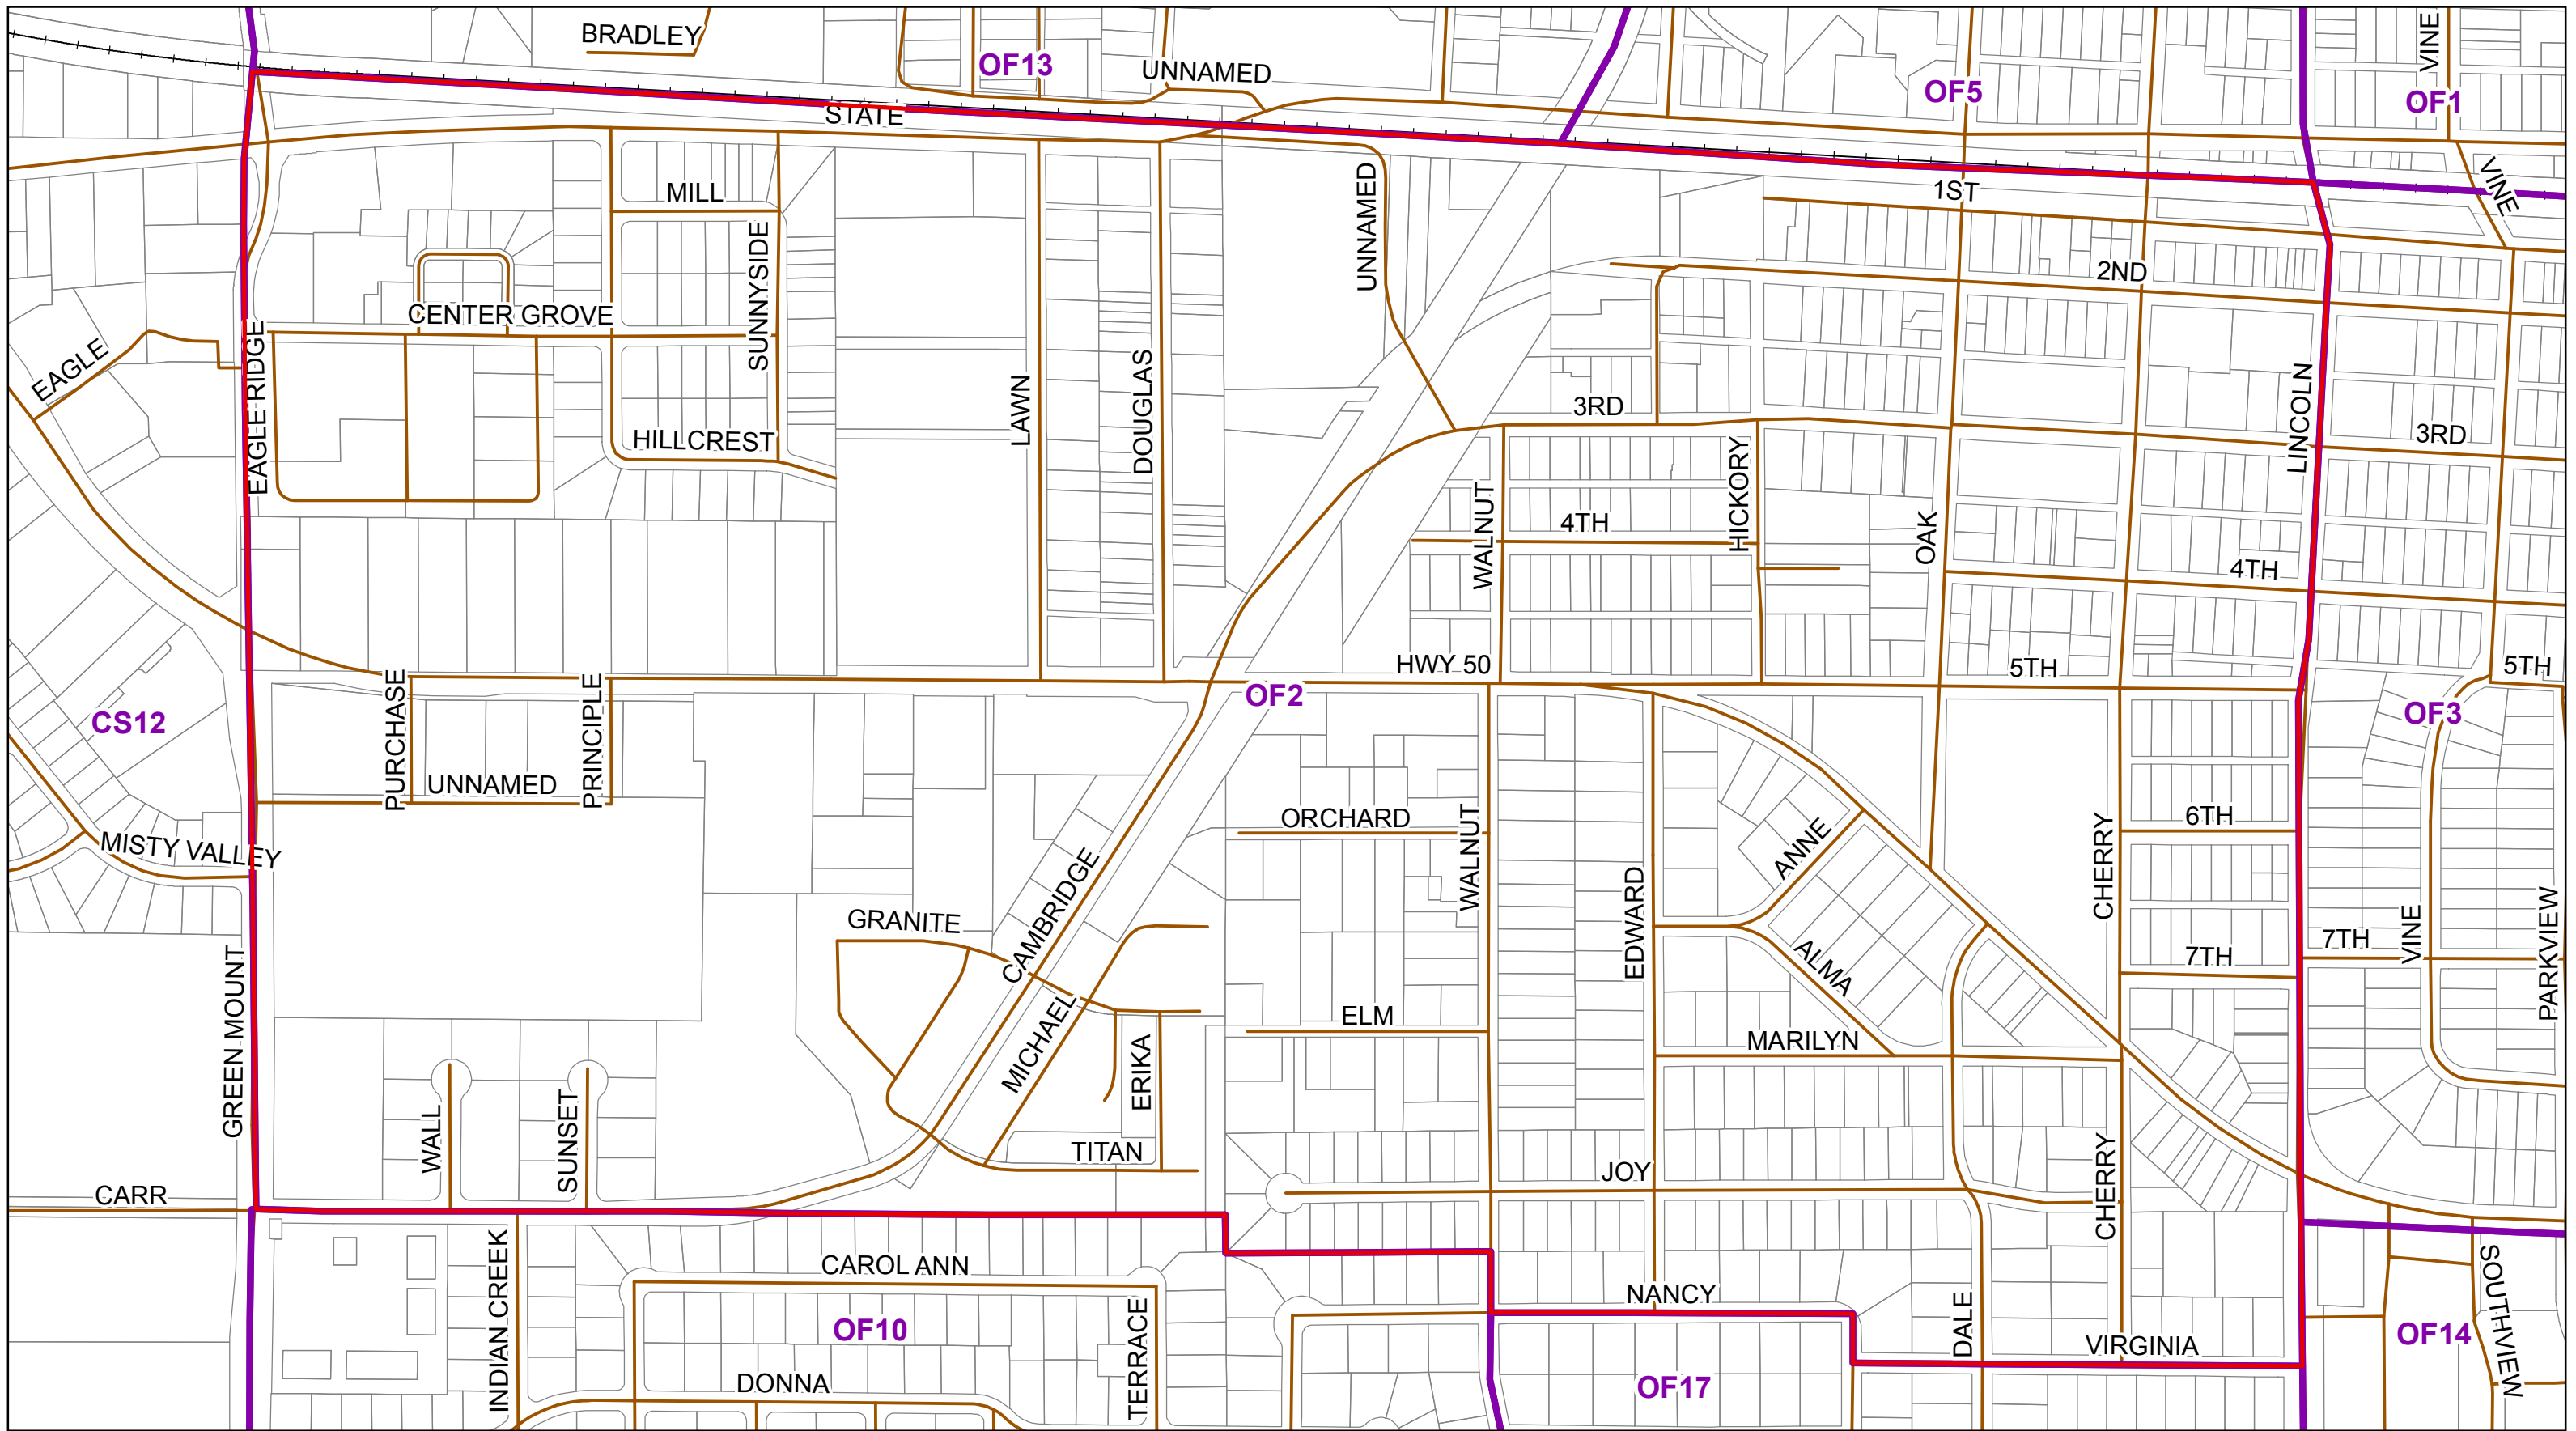 BRADLEY
OF13
UNNAMED
VINE
OF5
OF1
STATE
MILL
1ST
VINE
UNNAMED
SUNNYSIDE
2ND
CENTER GROVE
EAGLE
EAGLE RIDGE
LAWN
DOUGLAS
3RD
LINCOLN
3RD
HILLCREST
HICKORY
WALNUT
4TH
OAK
4TH
HWY 50
5TH
5TH
OF2
OF3
CS12
PURCHASE
PRINCIPLE
UNNAMED
ORCHARD
6TH
MISTY VALLEY
WALNUT
ANNE
CHERRY
CAMBRIDGE
EDWARD
GRANITE
VINE
7TH
7TH
PARKVIEW
ALMA
GREEN MOUNT
MICHAEL
ELM
MARILYN
ERIKA
WALL
SUNSET
TITAN
JOY
CHERRY
CARR
INDIAN CREEK
CAROL ANN
NANCY
SOUTHVIEW
OF10
TERRACE
DALE
VIRGINIA
OF14
DONNA
OF17